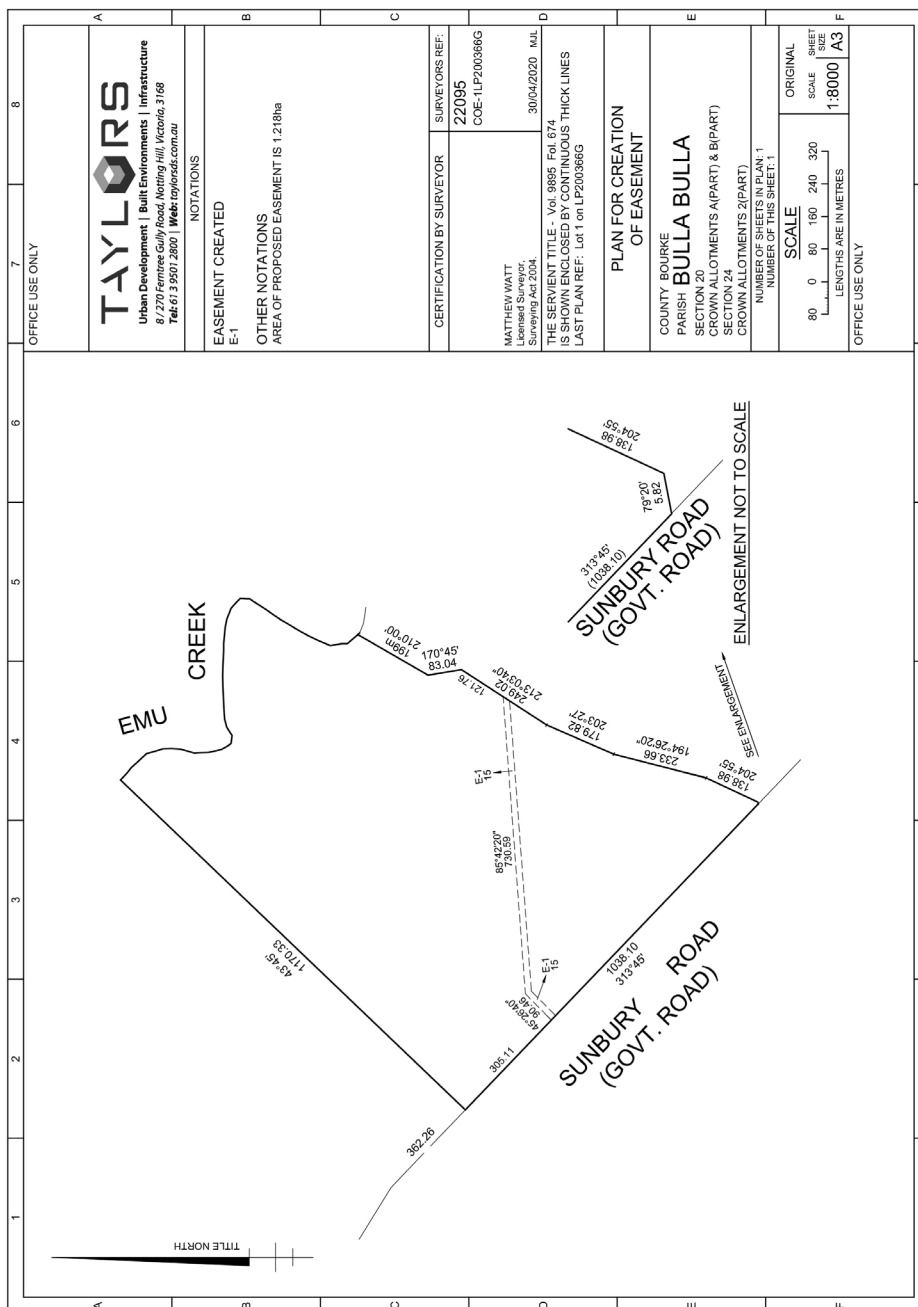 1
2
3
4
5
6
7
8
A
B
C
D
E
F
A
B
C
D
E
F
TITLE NORTH
EMU
CREEK
362.26
43°45'
1170.33
305.11
45°26'40"
90.46
E-1
15
85°42'20"
730.59
E-1
15
1038.10
313°45'
SUNBURY ROAD
(GOVT. ROAD)
199m 210°00'
170°45'
83.04
121.76
249.02
213°03'40"
179.82
203°27'
233.66
194°26'20"
138.98
204°55'
SEE ENLARGEMENT
204°55'
138.98
79°20'
5.82
313°45'
(1038.10)
SUNBURY ROAD
(GOVT. ROAD)
ENLARGEMENT NOT TO SCALE
OFFICE USE ONLY
TAYLORS
Urban Development | Built Environments | Infrastructure
8 / 270 Ferntree Gully Road, Notting Hill, Victoria, 3168
Tel: 61 3 9501 2800 | Web: taylorsds.com.au
NOTATIONS
EASEMENT CREATED
E-1
OTHER NOTATIONS
AREA OF PROPOSED EASEMENT IS 1.218ha
CERTIFICATION BY SURVEYOR
SURVEYORS REF:
22095
COE-1LP200366G
MATTHEW WATT
Licensed Surveyor,
Surveying Act 2004.
30/04/2020 MJL
THE SERVIENT TITLE - Vol. 9895 Fol. 674
IS SHOWN ENCLOSED BY CONTINUOUS THICK LINES
LAST PLAN REF: Lot 1 on LP200366G
PLAN FOR CREATION
OF EASEMENT
COUNTY BOURKE
PARISH BULLA BULLA
SECTION 20
CROWN ALLOTMENTS A(PART) & B(PART)
SECTION 24
CROWN ALLOTMENTS 2(PART)
NUMBER OF SHEETS IN PLAN: 1
NUMBER OF THIS SHEET: 1
SCALE
80 0 80 160 240 320
LENGTHS ARE IN METRES
ORIGINAL
SCALE
1:8000
SHEET
SIZE
A3
OFFICE USE ONLY